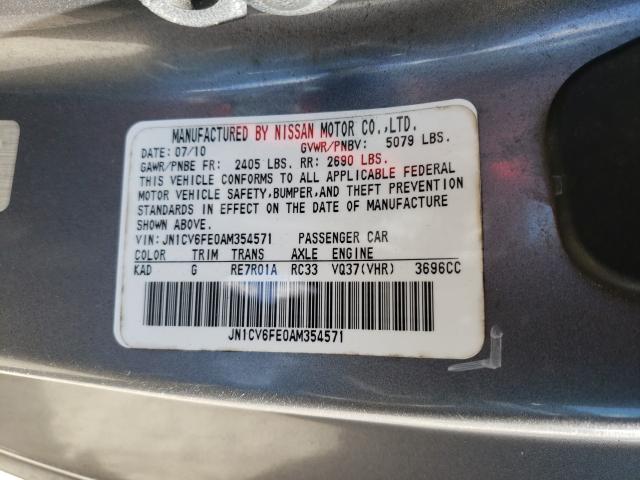 MANUFACTURED BY NISSAN MOTOR CO.,LTD.
DATE: 07/10 GVWR/PNBV: 5079 LBS.
GAWR/PNBE FR: 2405 LBS. RR: 2690 LBS.
THIS VEHICLE CONFORMS TO ALL APPLICABLE FEDERAL
MOTOR VEHICLE SAFETY,BUMPER,AND THEFT PREVENTION
STANDARDS IN EFFECT ON THE DATE OF MANUFACTURE
SHOWN ABOVE.
VIN:JN1CV6FE0AM354571 PASSENGER CAR
COLOR TRIM TRANS AXLE ENGINE
KAD G RE7R01A RC33 VQ37(VHR) 3696CC
JN1CV6FE0AM354571